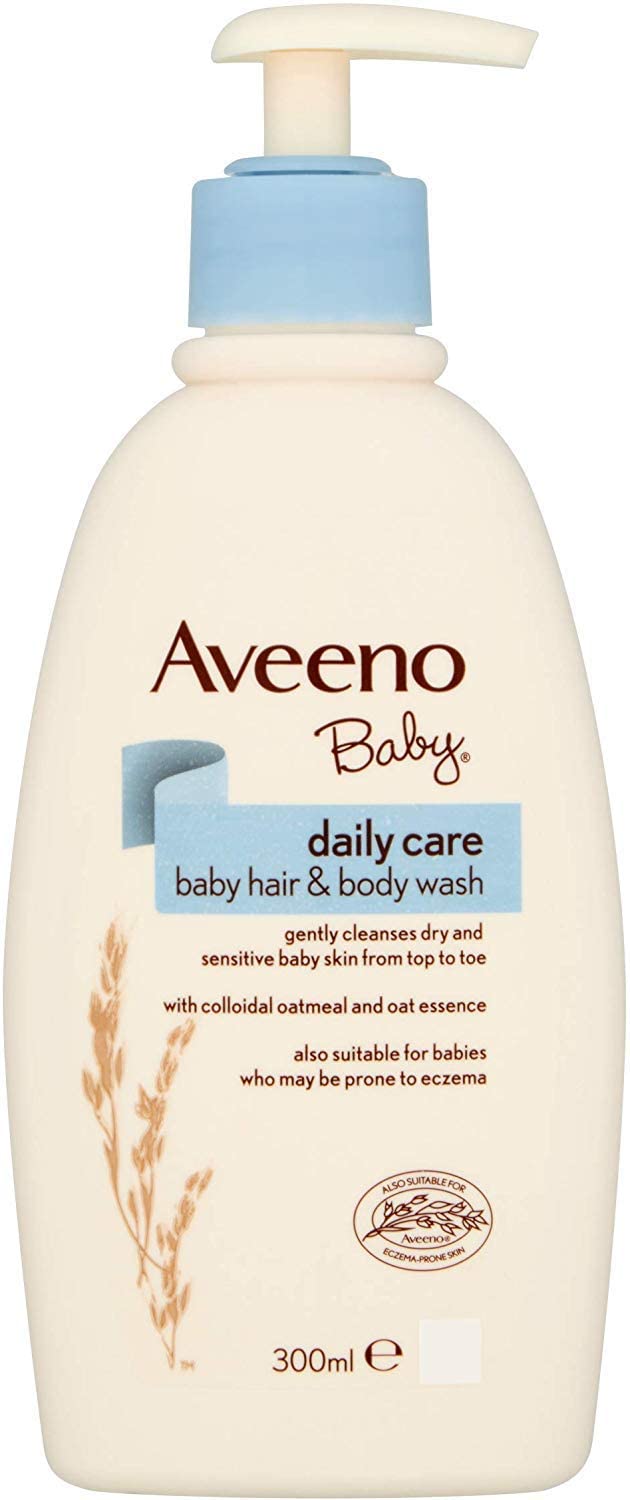 Aveeno
Baby®
daily care
baby hair & body wash
gently cleanses dry and
sensitive baby skin from top to toe
with colloidal oatmeal and oat essence
also suitable for babies
who may be prone to eczema
ALSO SUITABLE FOR
Aveeno®
ECZEMA-PRONE SKIN
300ml ℮
TM